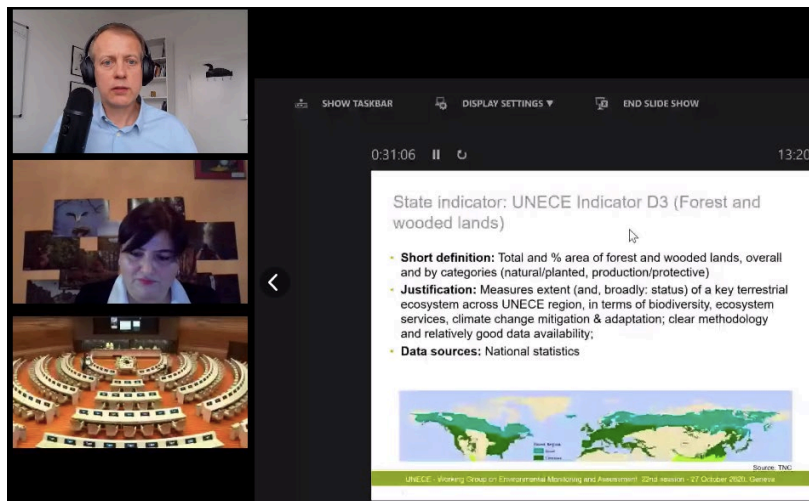 SHOW TASKBAR
DISPLAY SETTINGS ▼
END SLIDE SHOW
0:31:06
13:20
State indicator: UNECE Indicator D3 (Forest and
wooded lands)
• Short definition: Total and % area of forest and wooded lands, overall
and by categories (natural/planted, production/protective)
• Justification: Measures extent (and, broadly: status) of a key terrestrial
ecosystem across UNECE region, in terms of biodiversity, ecosystem
services, climate change mitigation & adaptation; clear methodology
and relatively good data availability;
• Data sources: National statistics
Source: TNC
UNECE - Working Group on Environmental Monitoring and Assessment 22nd session - 27 October 2020, Geneva